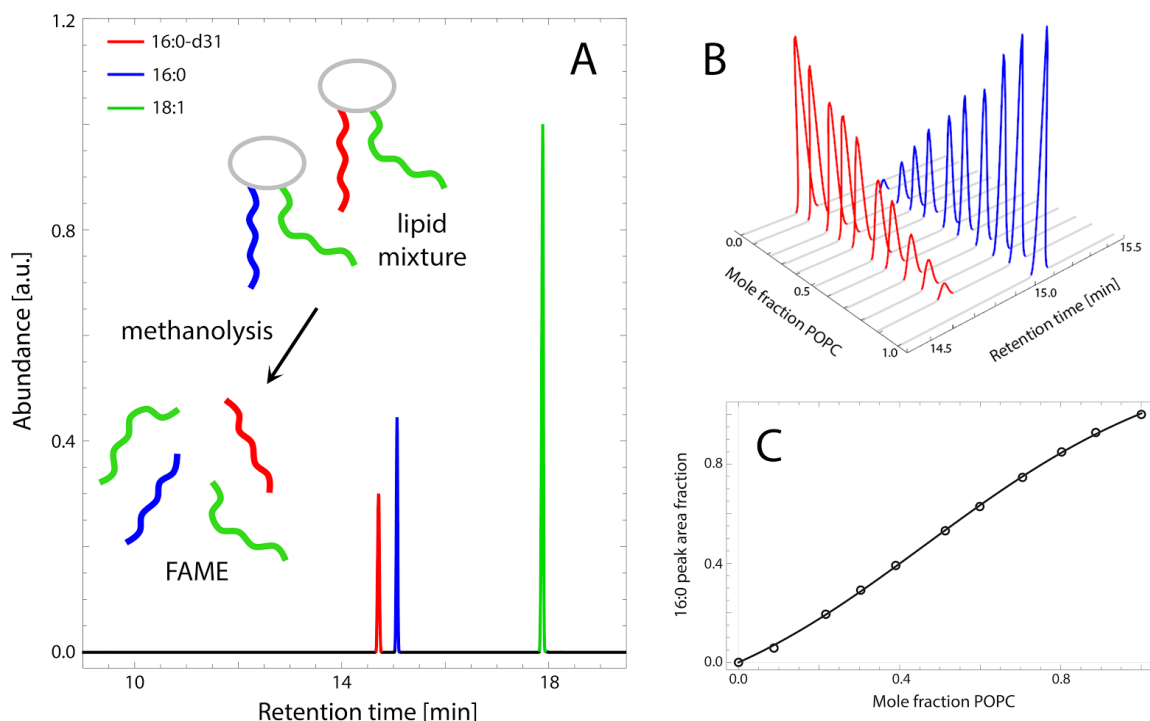 A
16:0-d31
16:0
18:1
lipid
mixture
methanolysis
FAME
Abundance [a.u.]
1.2
0.8
0.4
0.0
10
14
18
Retention time [min]
B
0.0
0.5
1.0
Mole fraction POPC
14.5
15.0
15.5
Retention time [min]
C
16:0 peak area fraction
0.8
0.4
0.0
0.0
0.4
0.8
Mole fraction POPC